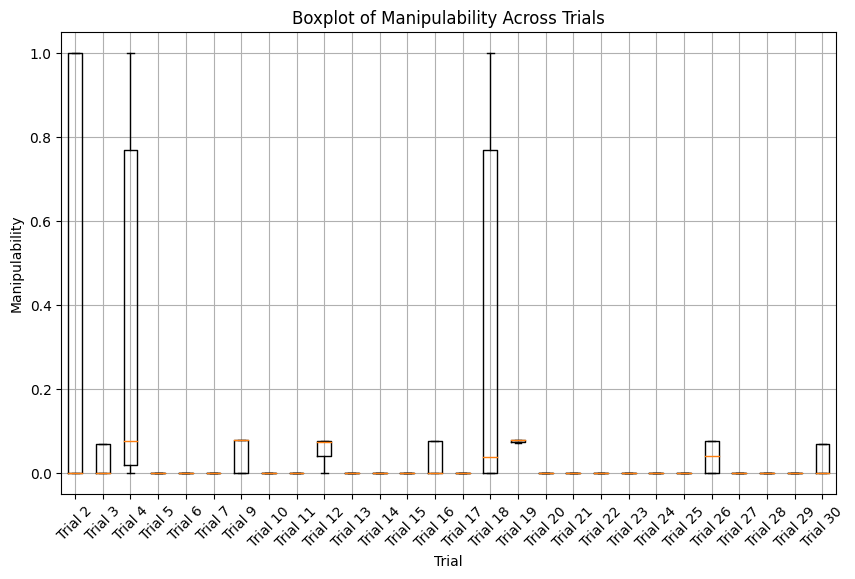 Boxplot of Manipulability Across Trials
Manipulability
1.0
0.8
0.6
0.4
0.2
0.0
Trial 2
Trial 3
Trial 4
Trial 5
Trial 6
Trial 7
Trial 9
Trial 10
Trial 11
Trial 12
Trial 13
Trial 14
Trial 15
Trial 16
Trial 17
Trial 18
Trial 19
Trial 20
Trial 21
Trial 22
Trial 23
Trial 24
Trial 25
Trial 26
Trial 27
Trial 28
Trial 29
Trial 30
Trial